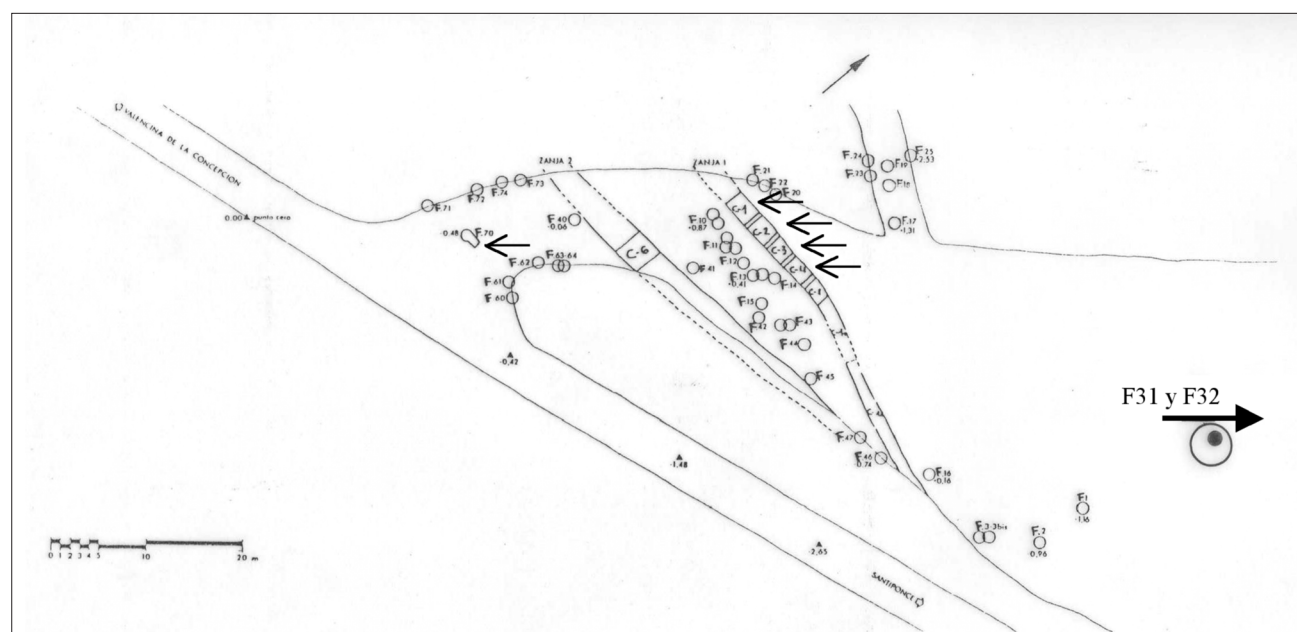 VALENCINA DE LA CONCEPCION
0.00 punto cero
F.71
F.72
F.74
F.73
ZANJA 2
ZANJA 1
F.21
F.22
F.20
F.24
F.23
F.25
+2,53
F.19
F.18
F.17
-1,31
-0.48
F.70
F.40
-0,06
F.10
+0,87
C-1
C-2
C-3
C-4
C-6
F.62
F.63-64
F.61
F.60
F.41
F.11
F.12
F.13
+0,41
F.14
F.15
F.42
F.43
F.44
F.45
F.47
F.46
-0,74
F.16
-0,16
F.3-3bis
F.2
-0,96
F.1
-1,16
F31 y F32
-0,42
-1,48
-2,65
SANTIPONCE
0 1 2 3 4 5 10 20 m